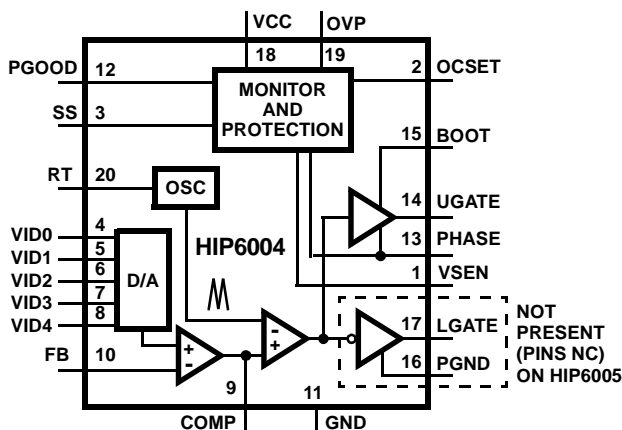 VCC OVP
18 19
PGOOD 12
MONITOR
AND
PROTECTION
2 OCSET
SS 3
15 BOOT
RT 20
OSC
14 UGATE
13 PHASE
1 VSEN
VID0 4
VID1 5
VID2 6
VID3 7
VID4 8
D/A
HIP6004
FB 10
+
-
-
+
17 LGATE
16 PGND
NOT
PRESENT
(PINS NC)
ON HIP6005
9 11
COMP GND